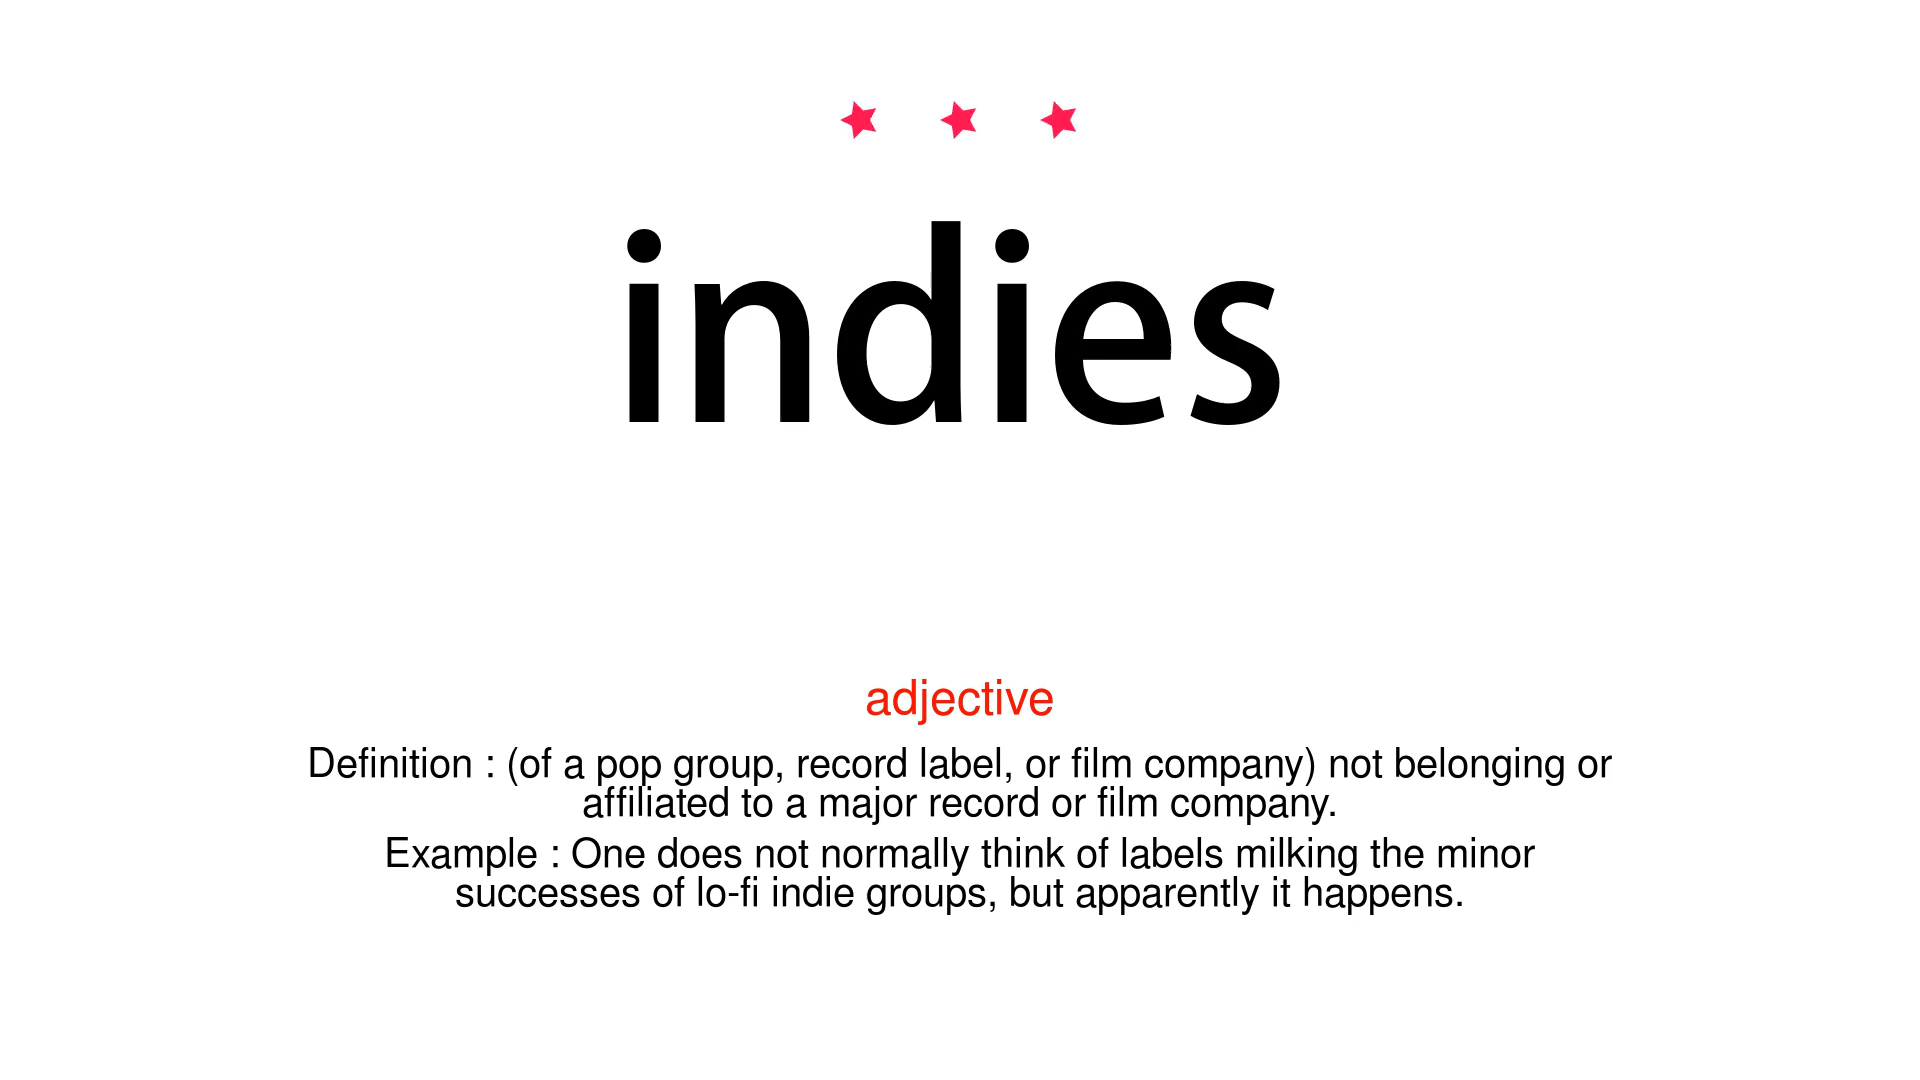 indies
adjective
Definition : (of a pop group, record label, or film company) not belonging or
affiliated to a major record or film company.
Example : One does not normally think of labels milking the minor
successes of lo-fi indie groups, but apparently it happens.